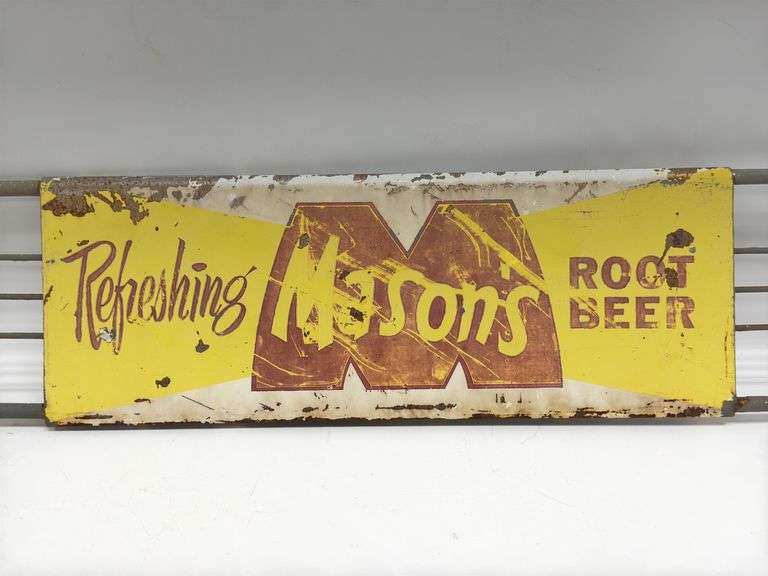 Refreshing
Mason's
ROOT
BEER